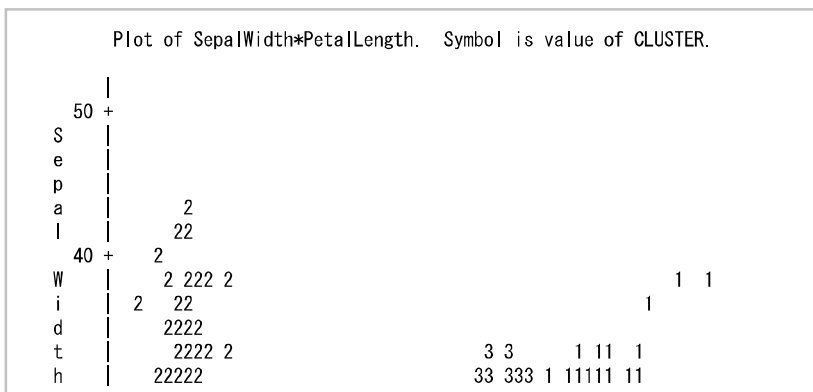 Plot of SepalWidth*PetalLength.  Symbol is value of CLUSTER.
       |
    50 +
  S    |
  e    |
  p    |
  a    |       2
  l    |      22
    40 +    2
  W    |     2 222 2                                            1  1
  i    |  2   22                                             1
  d    |     2222
  t    |      2222 2                         3 3      1 11  1
  h    |    22222                           33 333 1 11111 11